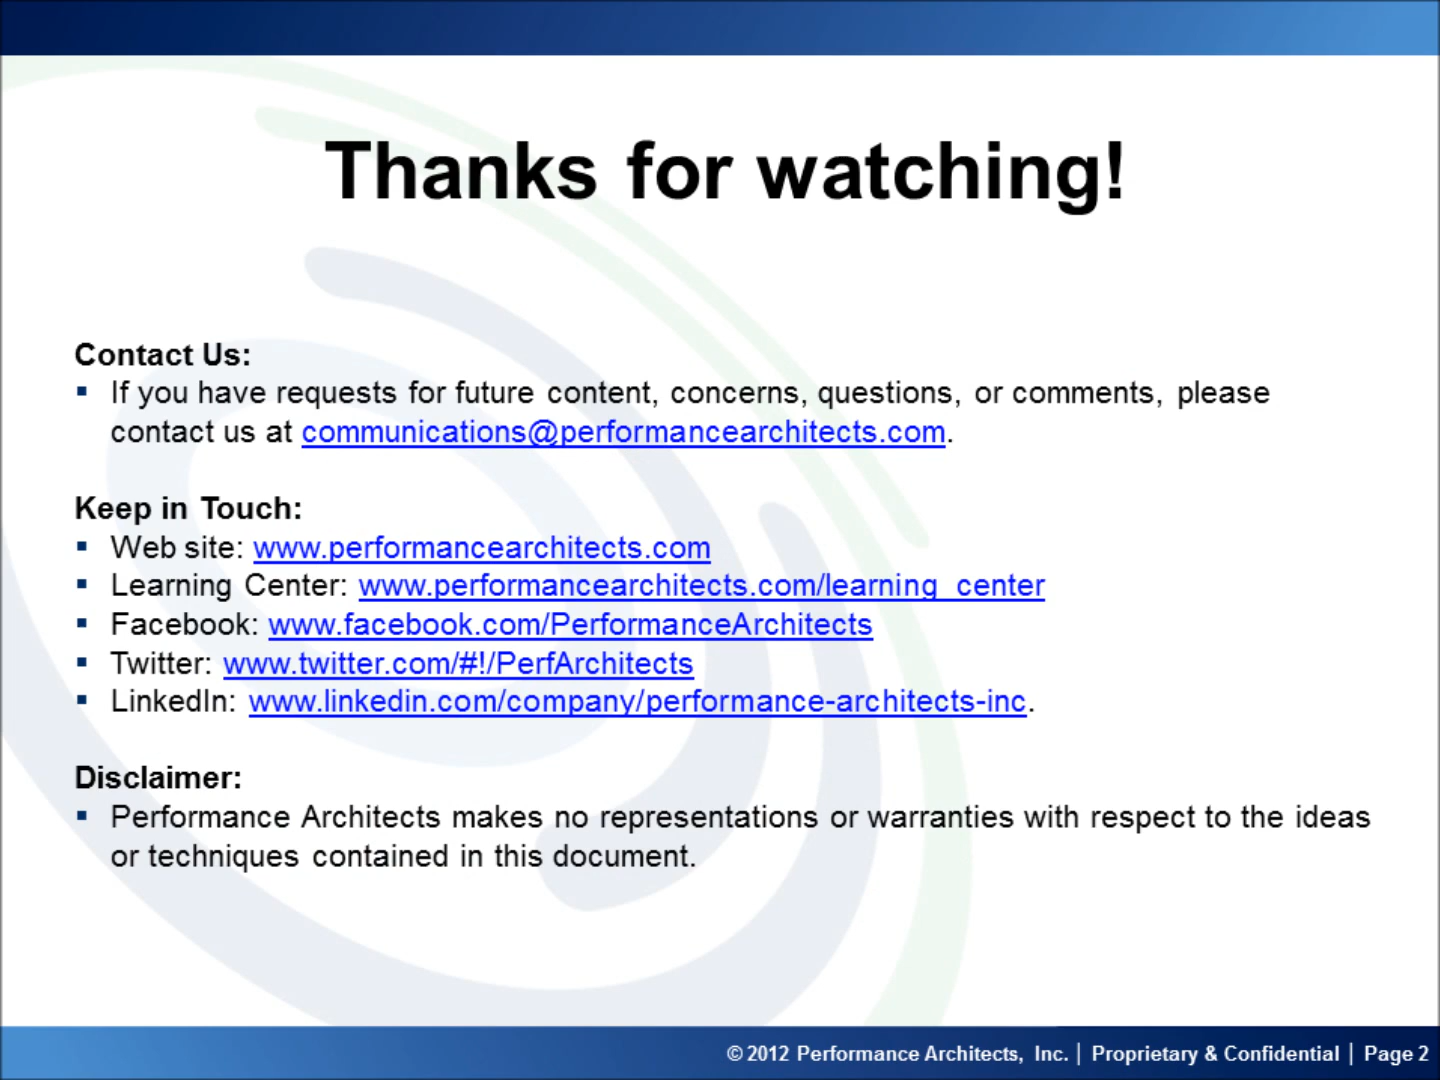 Thanks for watching!
Contact Us:
▪ If you have requests for future content, concerns, questions, or comments, please
contact us at communications@performancearchitects.com.
Keep in Touch:
▪ Web site: www.performancearchitects.com
▪ Learning Center: www.performancearchitects.com/learning_center
▪ Facebook: www.facebook.com/PerformanceArchitects
▪ Twitter: www.twitter.com/#!/PerfArchitects
▪ LinkedIn: www.linkedin.com/company/performance-architects-inc.
Disclaimer:
▪ Performance Architects makes no representations or warranties with respect to the ideas
or techniques contained in this document.
© 2012 Performance Architects, Inc. | Proprietary & Confidential | Page 2